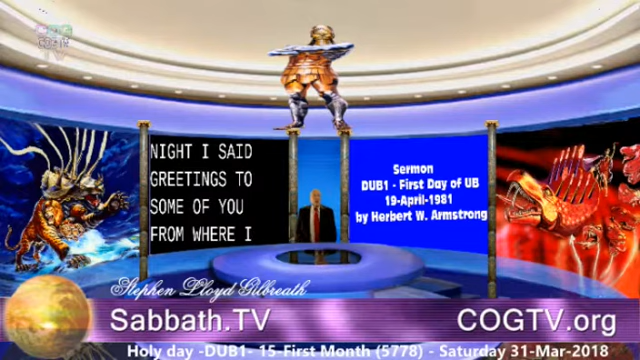 COGTV
TV
NIGHT I SAID
GREETINGS TO
SOME OF YOU
FROM WHERE I
Sermon
DUB1 - First Day of UB
19-April-1981
by Herbert W. Armstrong
Stephen Lloyd Gilbreath
Sabbath.TV
COGTV.org
Holy day -DUB1- 15-First Month (5778) - Saturday 31-Mar-2018